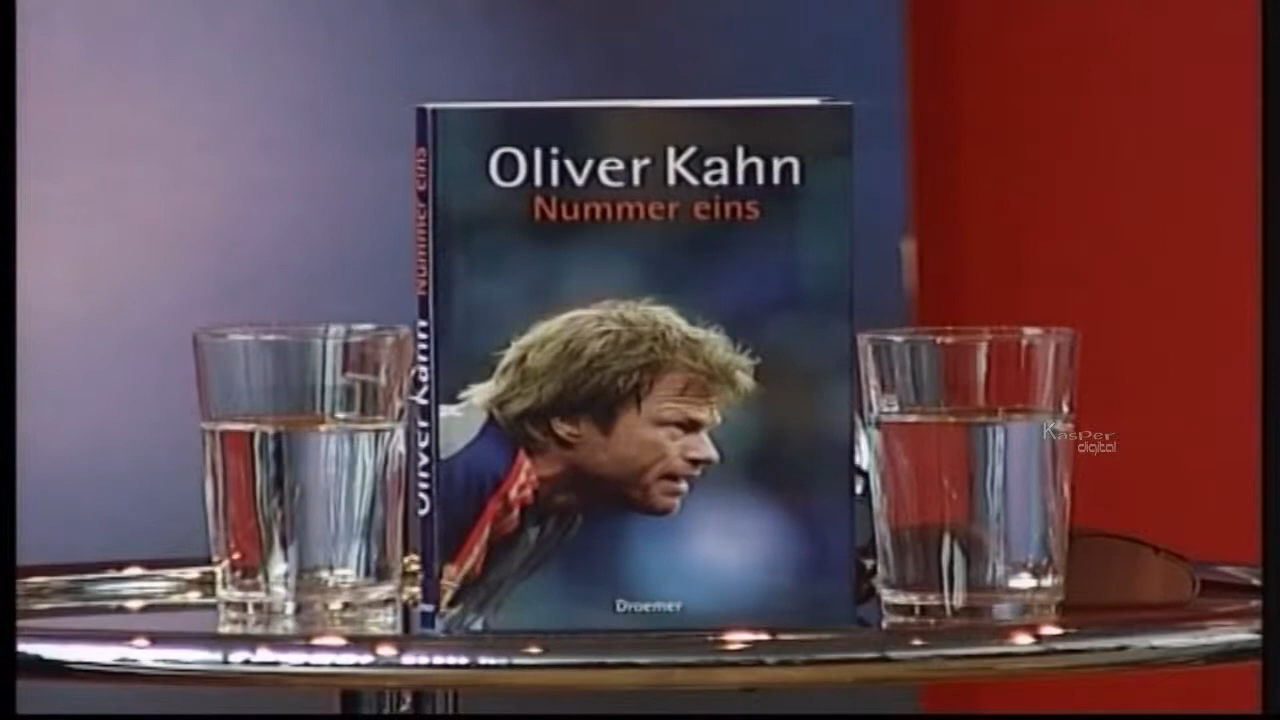 Oliver Kahn
Nummer eins
Oliver Kahn Nummer eins
Droemer
Kasper
digital